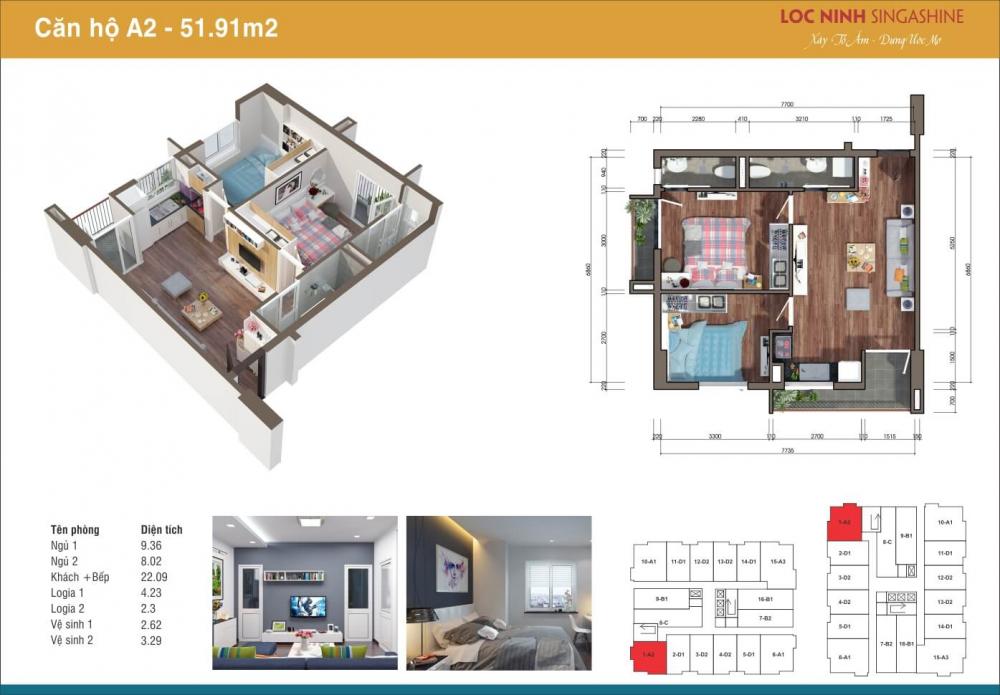 Căn hộ A2 - 51.91m2
LOC NINH SINGASHINE
Xây Tổ Ấm - Dựng Ước Mơ
7700
700 220 2280 410 3210 110 1725
220
940
110
3000
110
2700
220
6860
220
5250
110
1500
700
6860
220 3300 110 2700 110 1515 150
7735
Tên phòng Diện tích
Ngủ 1 9.36
Ngủ 2 8.02
Khách +Bếp 22.09
Logia 1 4.23
Logia 2 2.3
Vệ sinh 1 2.62
Vệ sinh 2 3.29
10-A1 11-D1 12-D2 13-D2 14-D1 15-A3
9-B1 16-B1
8-C 7-B2
1-A2 2-D1 3-D2 4-D2 5-D1 6-A1
1-A2 8-C 9-B1 10-A1
2-D1 11-D1
3-D2 12-D2
4-D2 13-D2
5-D1 7-B2 16-B1 14-D1
6-A1 15-A3